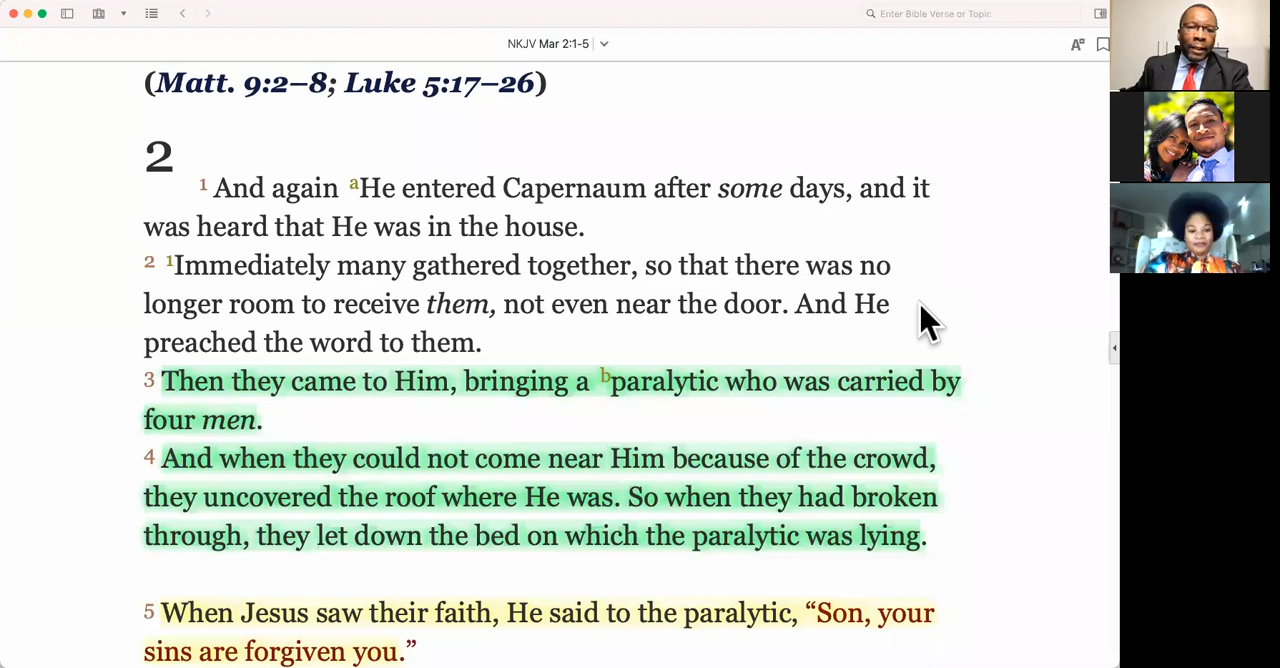 Enter Bible Verse or Topic
NKJV Mar 2:1-5
(Matt. 9:2–8; Luke 5:17–26)
2
1 And again aHe entered Capernaum after some days, and it
was heard that He was in the house.
2 1Immediately many gathered together, so that there was no
longer room to receive them, not even near the door. And He
preached the word to them.
3 Then they came to Him, bringing a bparalytic who was carried by
four men.
4 And when they could not come near Him because of the crowd,
they uncovered the roof where He was. So when they had broken
through, they let down the bed on which the paralytic was lying.
5 When Jesus saw their faith, He said to the paralytic, “Son, your
sins are forgiven you.”